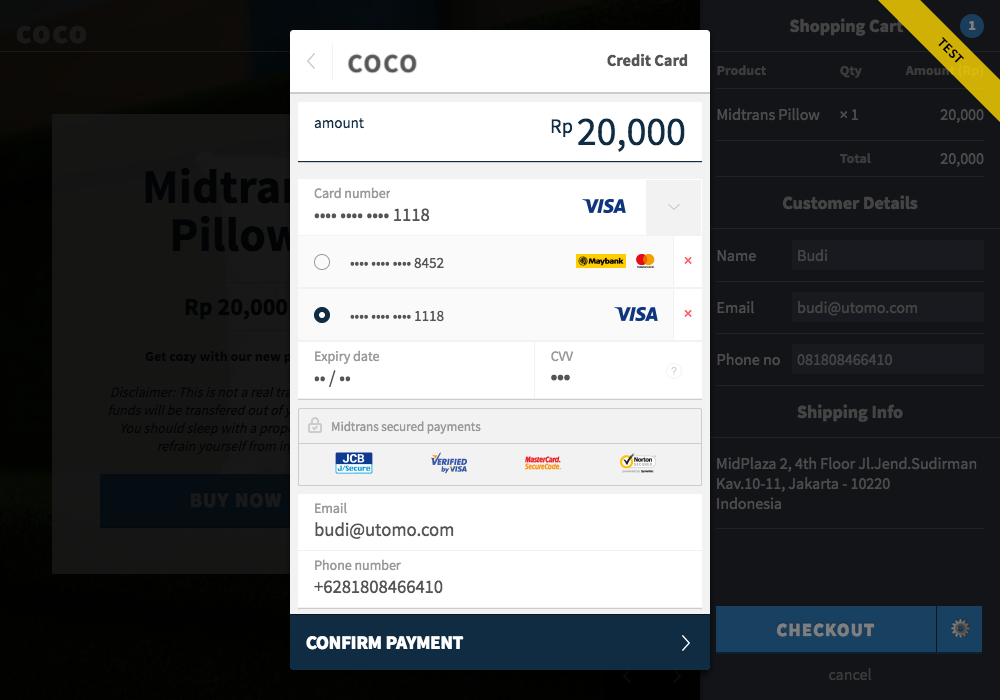 COCO
Midtran
Pillow
Rp 20,000
Get cozy with our new p
Disclaimer: This is not a real tra
funds will be transfered out of y
You should sleep with a prope
refrain yourself from in
BUY NOW
COCO
Credit Card
amount
Rp 20,000
Card number
•••• •••• •••• 1118
VISA
•••• •••• •••• 8452
Maybank
•••• •••• •••• 1118
VISA
Expiry date
•• / ••
CVV
•••
?
Midtrans secured payments
JCB
J/Secure
VERIFIED
by VISA
MasterCard.
SecureCode.
Norton
SECURED
Email
budi@utomo.com
Phone number
+6281808466410
CONFIRM PAYMENT
Shopping Cart
1
TEST
Product Qty Amount (Rp)
Midtrans Pillow × 1 20,000
Total 20,000
Customer Details
Name Budi
Email budi@utomo.com
Phone no 081808466410
Shipping Info
MidPlaza 2, 4th Floor Jl.Jend.Sudirman
Kav.10-11, Jakarta - 10220
Indonesia
CHECKOUT
cancel